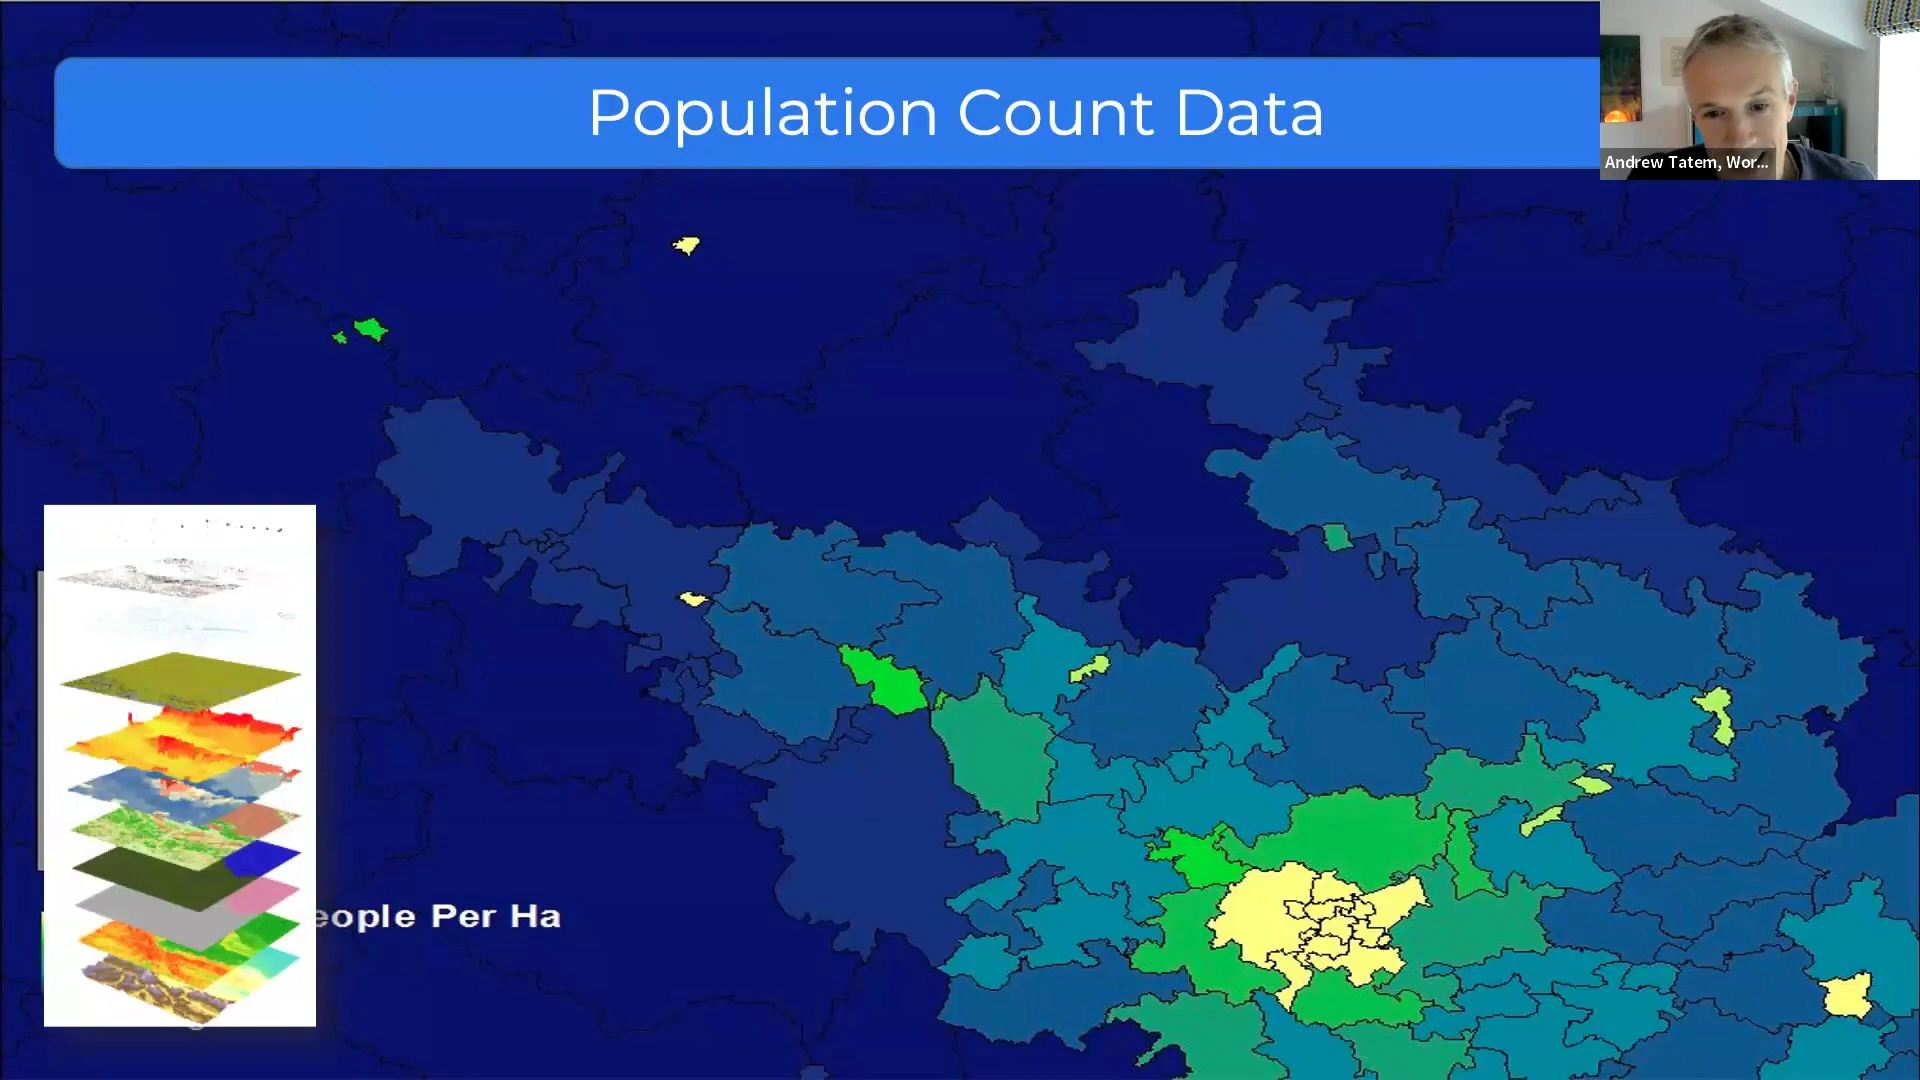 Population Count Data
Andrew Tatem, Wor...
eople Per Ha